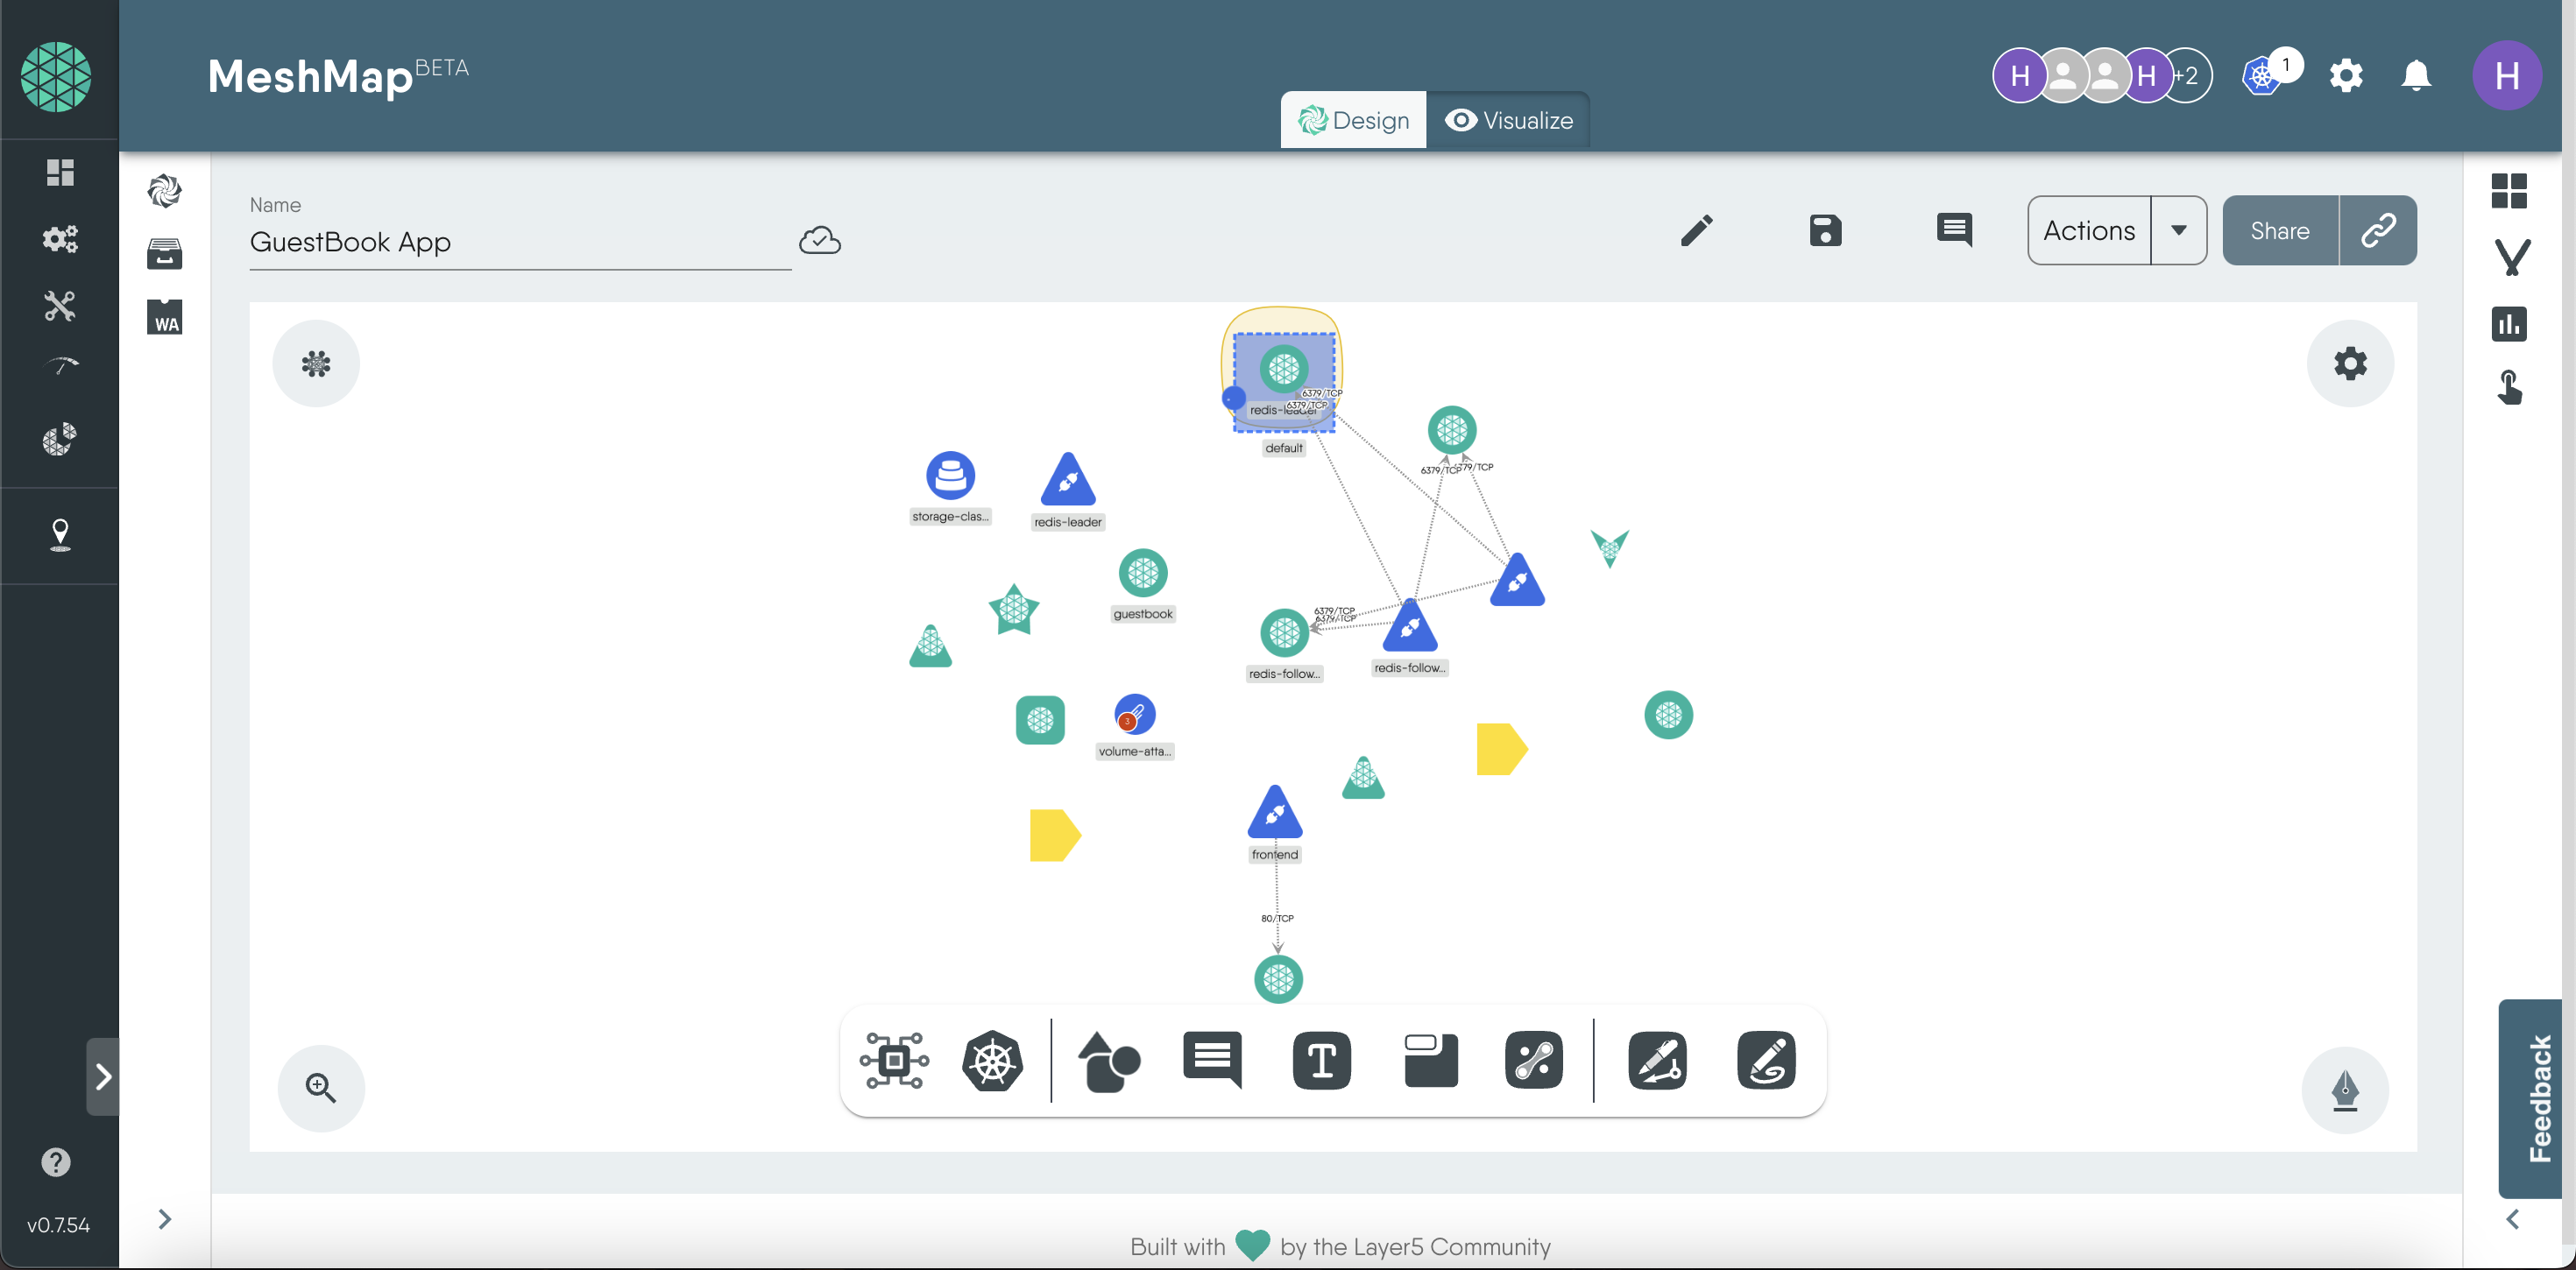 MeshMap BETA
H
H
+2
1
H
Design
Visualize
Name
GuestBook App
Actions
Share
WA
6379/TCP
6379/TCP
redis-leader
default
6379/TCP
storage-clas...
redis-leader
guestbook
6379/TCP
6379/TCP
redis-follow...
redis-follow...
3
volume-atta...
frontend
80/TCP
T
Feedback
?
v0.7.54
Built with
by the Layer5 Community